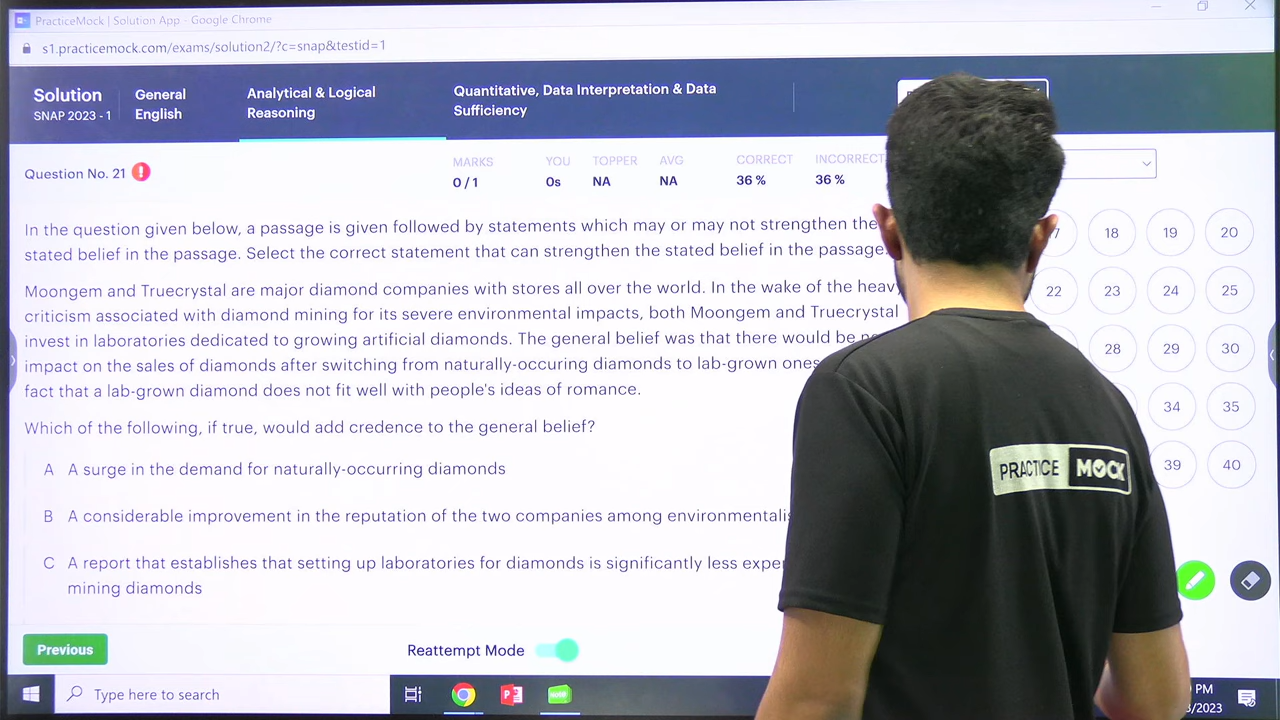 PracticeMock | Solution App - Google Chrome
s1.practicemock.com/exams/solution2/?c=snap&testid=1
Solution
SNAP 2023 - 1
General
English
Analytical & Logical
Reasoning
Quantitative, Data Interpretation & Data
Sufficiency
Question No. 21
MARKS YOU TOPPER AVG CORRECT INCORRECT
0 / 1 0s NA NA 36 % 36 %
In the question given below, a passage is given followed by statements which may or may not strengthen the
stated belief in the passage. Select the correct statement that can strengthen the stated belief in the passage.
Moongem and Truecrystal are major diamond companies with stores all over the world. In the wake of the
criticism associated with diamond mining for its severe environmental impacts, both Moongem and Truecrystal
invest in laboratories dedicated to growing artificial diamonds. The general belief was that there would be
impact on the sales of diamonds after switching from naturally-occuring diamonds to lab-grown ones
fact that a lab-grown diamond does not fit well with people's ideas of romance.
Which of the following, if true, would add credence to the general belief?
A A surge in the demand for naturally-occurring diamonds
B A considerable improvement in the reputation of the two companies among
C A report that establishes that setting up laboratories for diamonds is significantly less
mining diamonds
Previous
Reattempt Mode
18 19 20
22 23 24 25
28 29 30
34 35
39 40
PRACTICE MOCK
Type here to search
PM
/2023